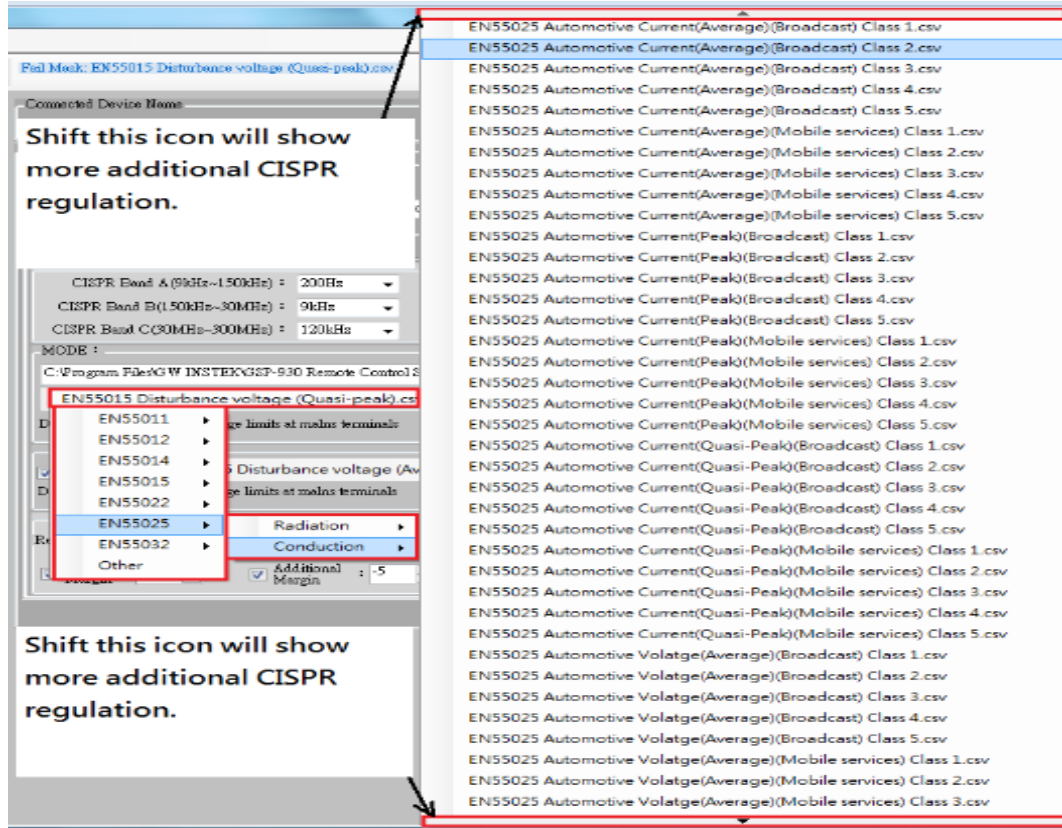 Fail Mask: EN55015 Disturbance voltage (Quasi-peak).csv
Connected Device Name
Shift this icon will show
more additional CISPR
regulation.
CISPR Band A (9kHz~150kHz) : 200Hz
CISPR Band B(150kHz~30MHz) : 9kHz
CISPR Band C(30MHz~300MHz) : 120kHz
MODE :
C:\Program Files\GW INSTEK\GSP-930 Remote Control S
EN55015 Disturbance voltage (Quasi-peak).cs
ge limits at mains terminals
EN55011
EN55012
EN55014
EN55015
EN55022
EN55025
EN55032
Other
5 Disturbance voltage (Av
ge limits at mains terminals
Radiation
Conduction
Margin
Additional
Margin : -5
Shift this icon will show
more additional CISPR
regulation.
EN55025 Automotive Current(Average)(Broadcast) Class 1.csv
EN55025 Automotive Current(Average)(Broadcast) Class 2.csv
EN55025 Automotive Current(Average)(Broadcast) Class 3.csv
EN55025 Automotive Current(Average)(Broadcast) Class 4.csv
EN55025 Automotive Current(Average)(Broadcast) Class 5.csv
EN55025 Automotive Current(Average)(Mobile services) Class 1.csv
EN55025 Automotive Current(Average)(Mobile services) Class 2.csv
EN55025 Automotive Current(Average)(Mobile services) Class 3.csv
EN55025 Automotive Current(Average)(Mobile services) Class 4.csv
EN55025 Automotive Current(Average)(Mobile services) Class 5.csv
EN55025 Automotive Current(Peak)(Broadcast) Class 1.csv
EN55025 Automotive Current(Peak)(Broadcast) Class 2.csv
EN55025 Automotive Current(Peak)(Broadcast) Class 3.csv
EN55025 Automotive Current(Peak)(Broadcast) Class 4.csv
EN55025 Automotive Current(Peak)(Broadcast) Class 5.csv
EN55025 Automotive Current(Peak)(Mobile services) Class 1.csv
EN55025 Automotive Current(Peak)(Mobile services) Class 2.csv
EN55025 Automotive Current(Peak)(Mobile services) Class 3.csv
EN55025 Automotive Current(Peak)(Mobile services) Class 4.csv
EN55025 Automotive Current(Peak)(Mobile services) Class 5.csv
EN55025 Automotive Current(Quasi-Peak)(Broadcast) Class 1.csv
EN55025 Automotive Current(Quasi-Peak)(Broadcast) Class 2.csv
EN55025 Automotive Current(Quasi-Peak)(Broadcast) Class 3.csv
EN55025 Automotive Current(Quasi-Peak)(Broadcast) Class 4.csv
EN55025 Automotive Current(Quasi-Peak)(Broadcast) Class 5.csv
EN55025 Automotive Current(Quasi-Peak)(Mobile services) Class 1.csv
EN55025 Automotive Current(Quasi-Peak)(Mobile services) Class 2.csv
EN55025 Automotive Current(Quasi-Peak)(Mobile services) Class 3.csv
EN55025 Automotive Current(Quasi-Peak)(Mobile services) Class 4.csv
EN55025 Automotive Current(Quasi-Peak)(Mobile services) Class 5.csv
EN55025 Automotive Volatge(Average)(Broadcast) Class 1.csv
EN55025 Automotive Volatge(Average)(Broadcast) Class 2.csv
EN55025 Automotive Volatge(Average)(Broadcast) Class 3.csv
EN55025 Automotive Volatge(Average)(Broadcast) Class 4.csv
EN55025 Automotive Volatge(Average)(Broadcast) Class 5.csv
EN55025 Automotive Volatge(Average)(Mobile services) Class 1.csv
EN55025 Automotive Volatge(Average)(Mobile services) Class 2.csv
EN55025 Automotive Volatge(Average)(Mobile services) Class 3.csv